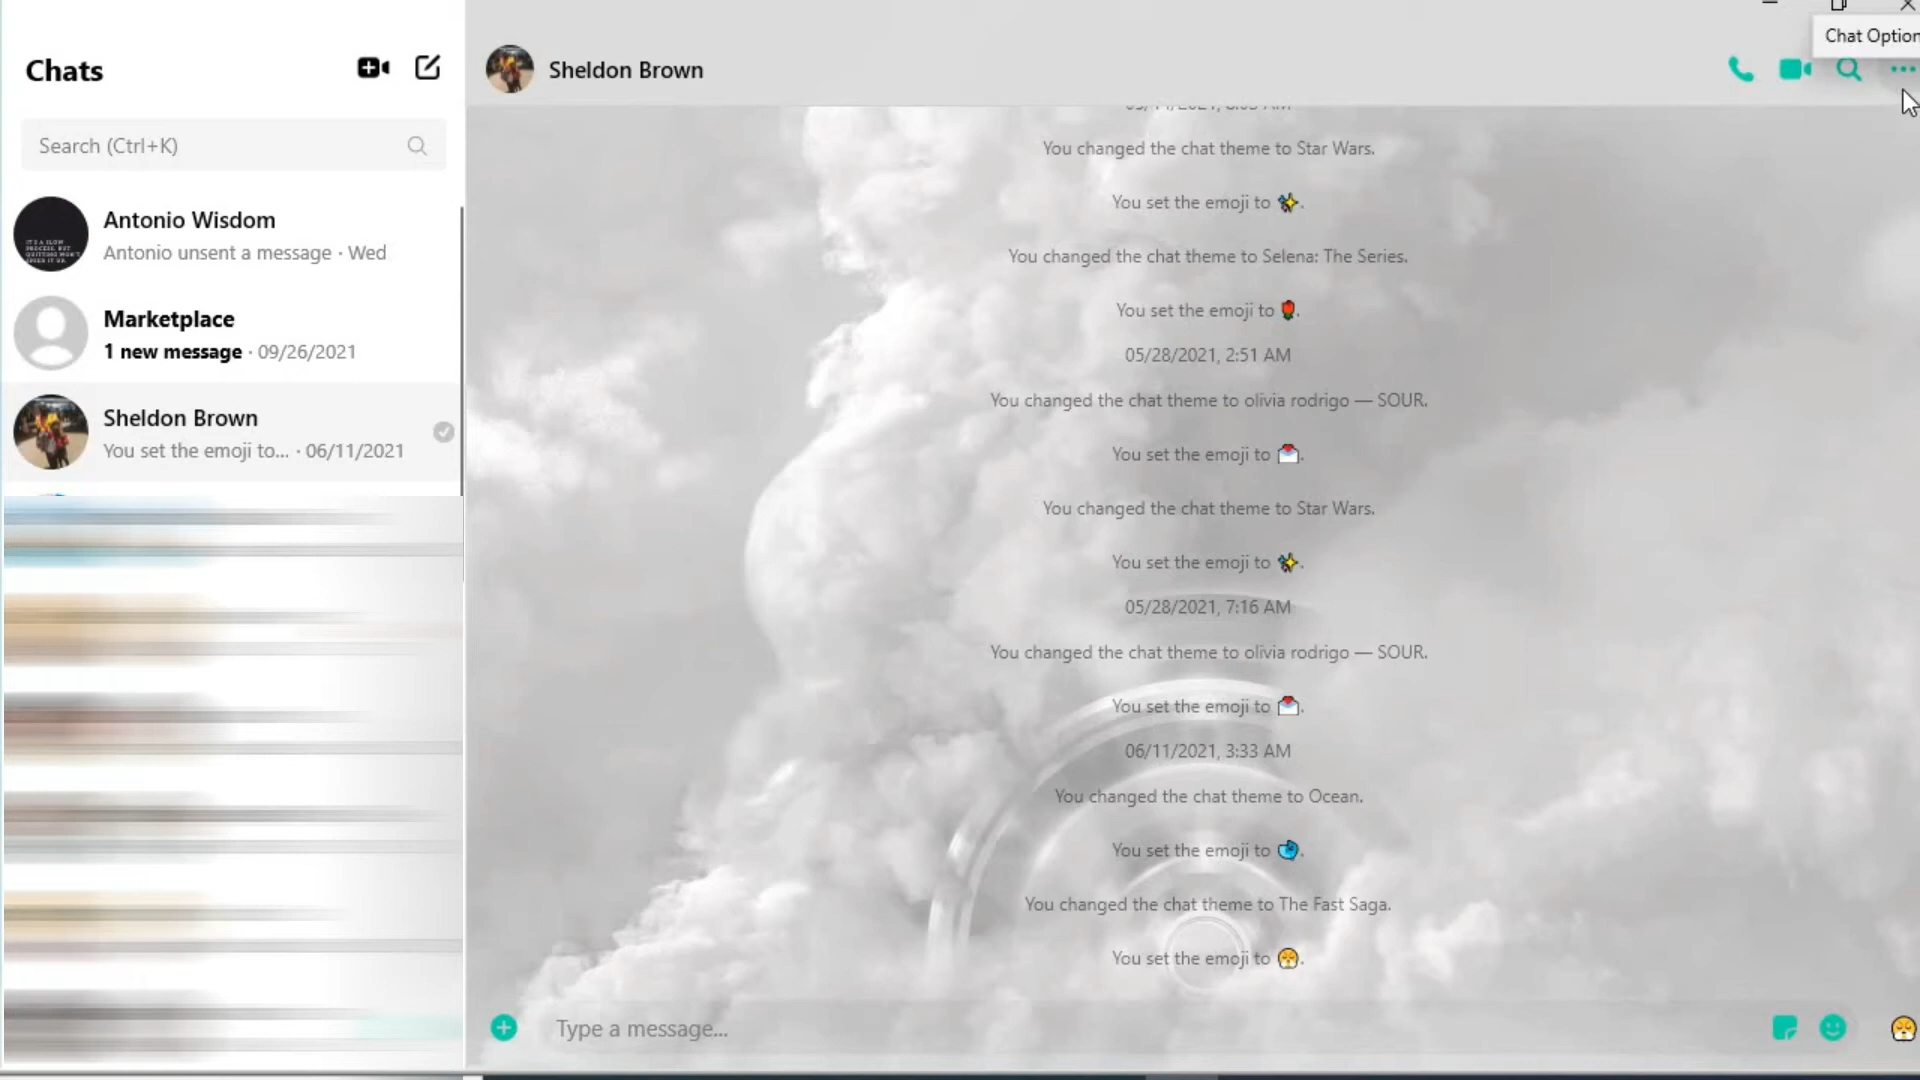 Chat Option
Chats
Search (Ctrl+K)
Antonio Wisdom
Antonio unsent a message · Wed
Marketplace
1 new message · 09/26/2021
Sheldon Brown
You set the emoji to... · 06/11/2021
Sheldon Brown
You changed the chat theme to Star Wars.
You set the emoji to ✨.
You changed the chat theme to Selena: The Series.
You set the emoji to 🌹.
05/28/2021, 2:51 AM
You changed the chat theme to olivia rodrigo — SOUR.
You set the emoji to 💌.
You changed the chat theme to Star Wars.
You set the emoji to ✨.
05/28/2021, 7:16 AM
You changed the chat theme to olivia rodrigo — SOUR.
You set the emoji to 💌.
06/11/2021, 3:33 AM
You changed the chat theme to Ocean.
You set the emoji to .
You changed the chat theme to The Fast Saga.
You set the emoji to 😤.
Type a message...